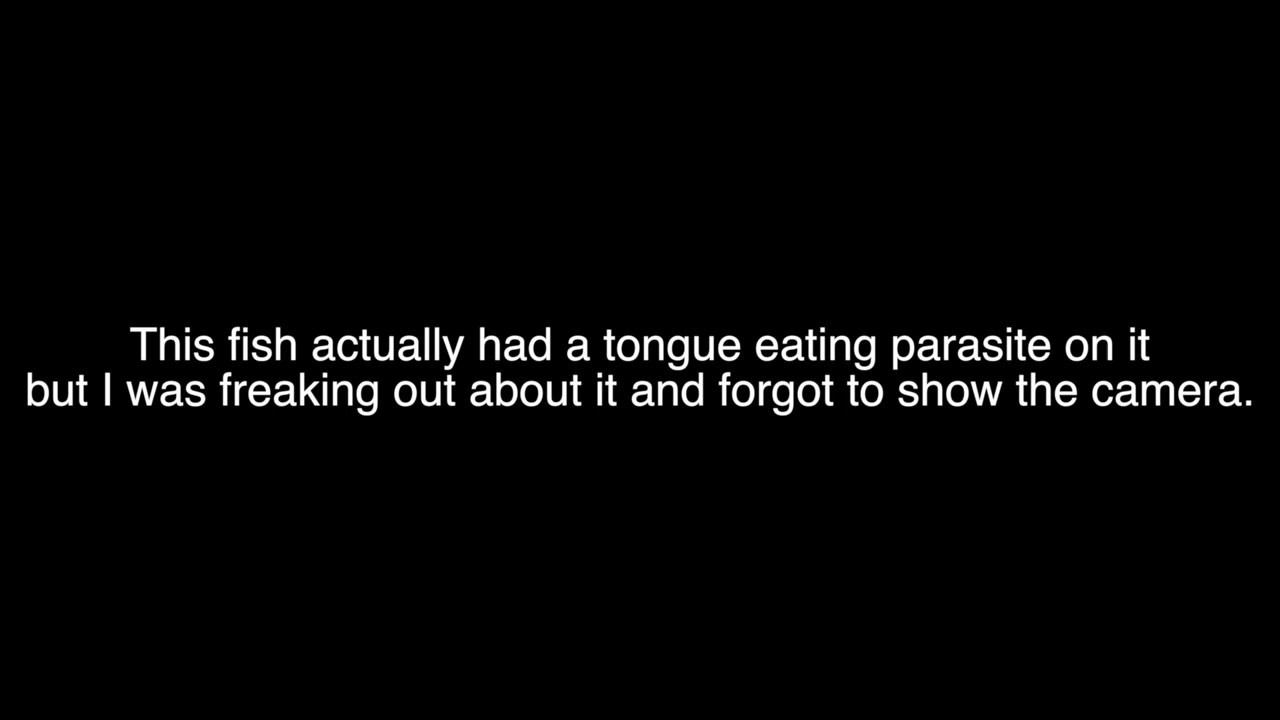 This fish actually had a tongue eating parasite on it
but I was freaking out about it and forgot to show the camera.